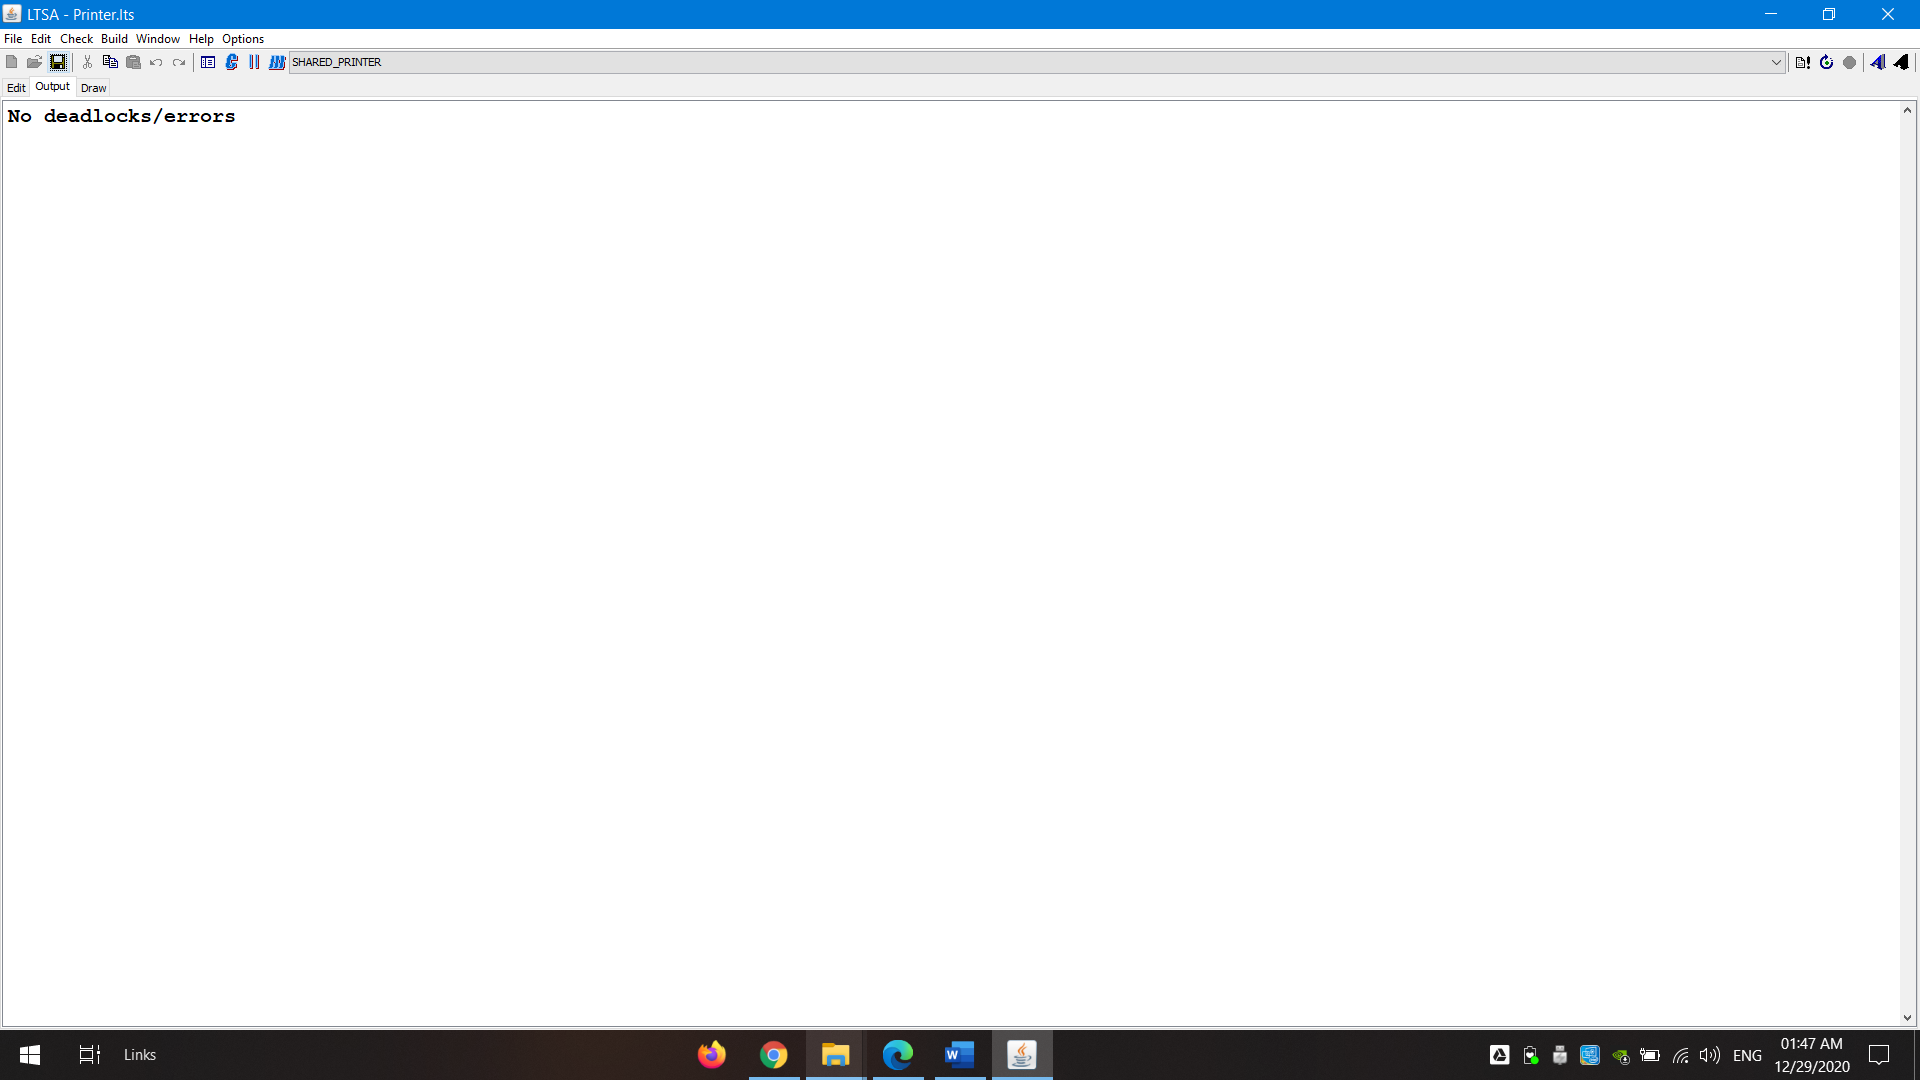 LTSA - Printer.lts
File Edit Check Build Window Help Options
SHARED_PRINTER
Edit Output Draw
No deadlocks/errors
Links
ENG
01:47 AM
12/29/2020